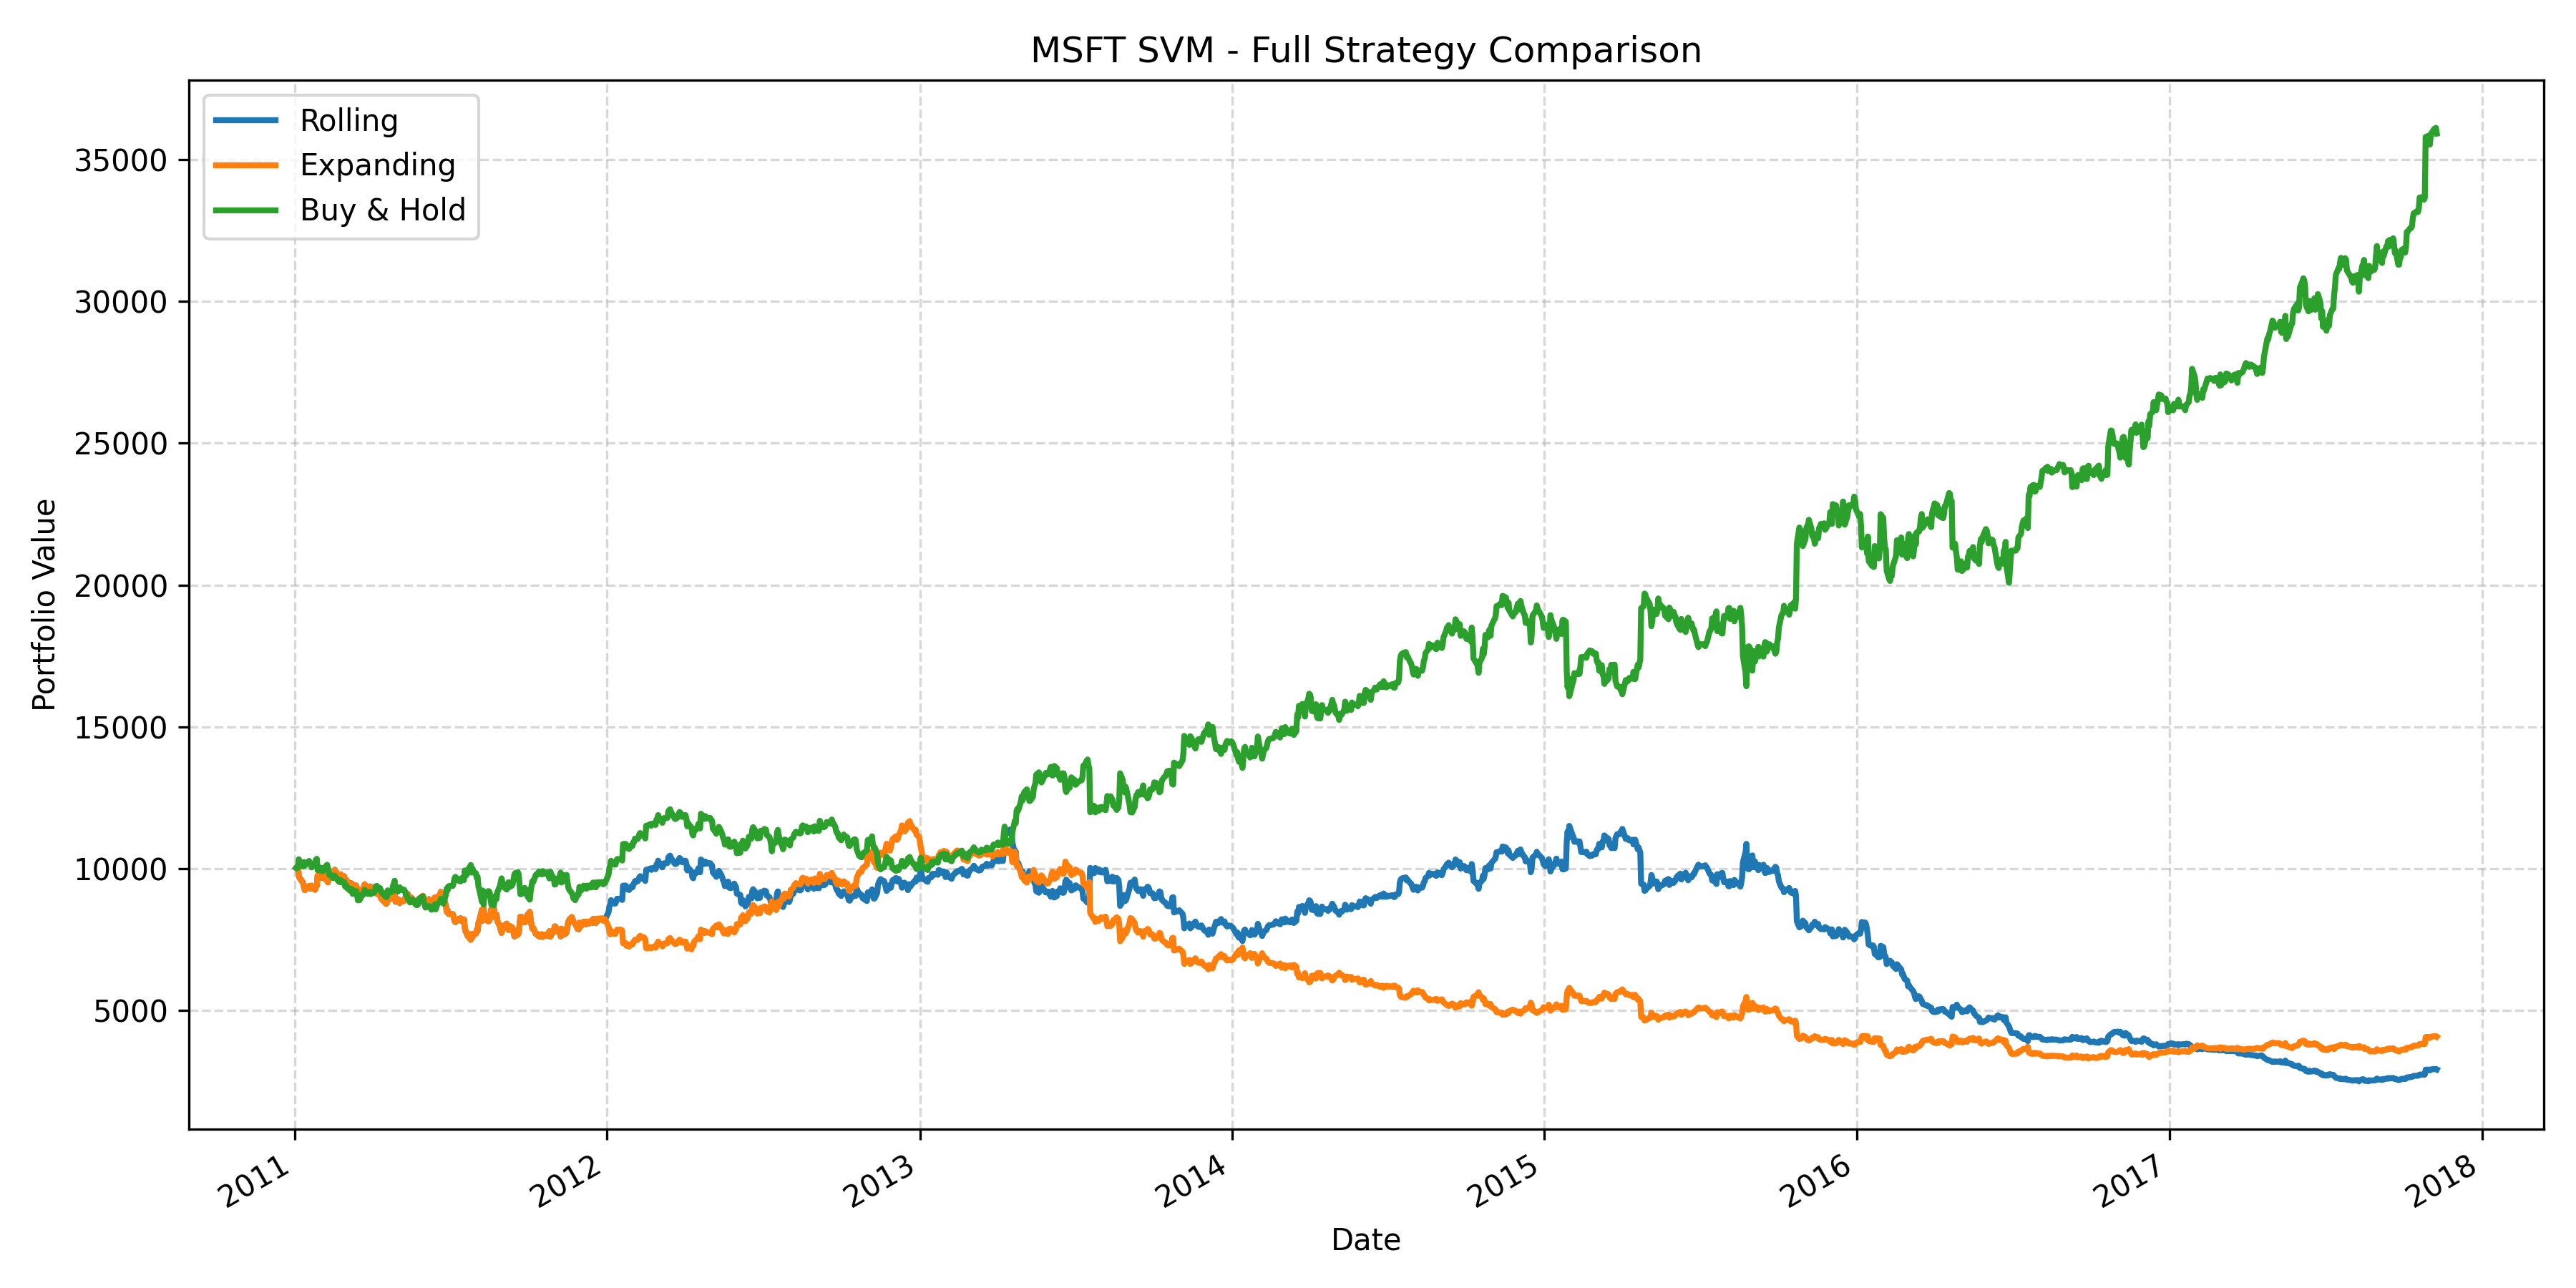 MSFT SVM - Full Strategy Comparison
Rolling
Expanding
Buy & Hold
Portfolio Value
35000
30000
25000
20000
15000
10000
5000
2011
2012
2013
2014
2015
2016
2017
2018
Date